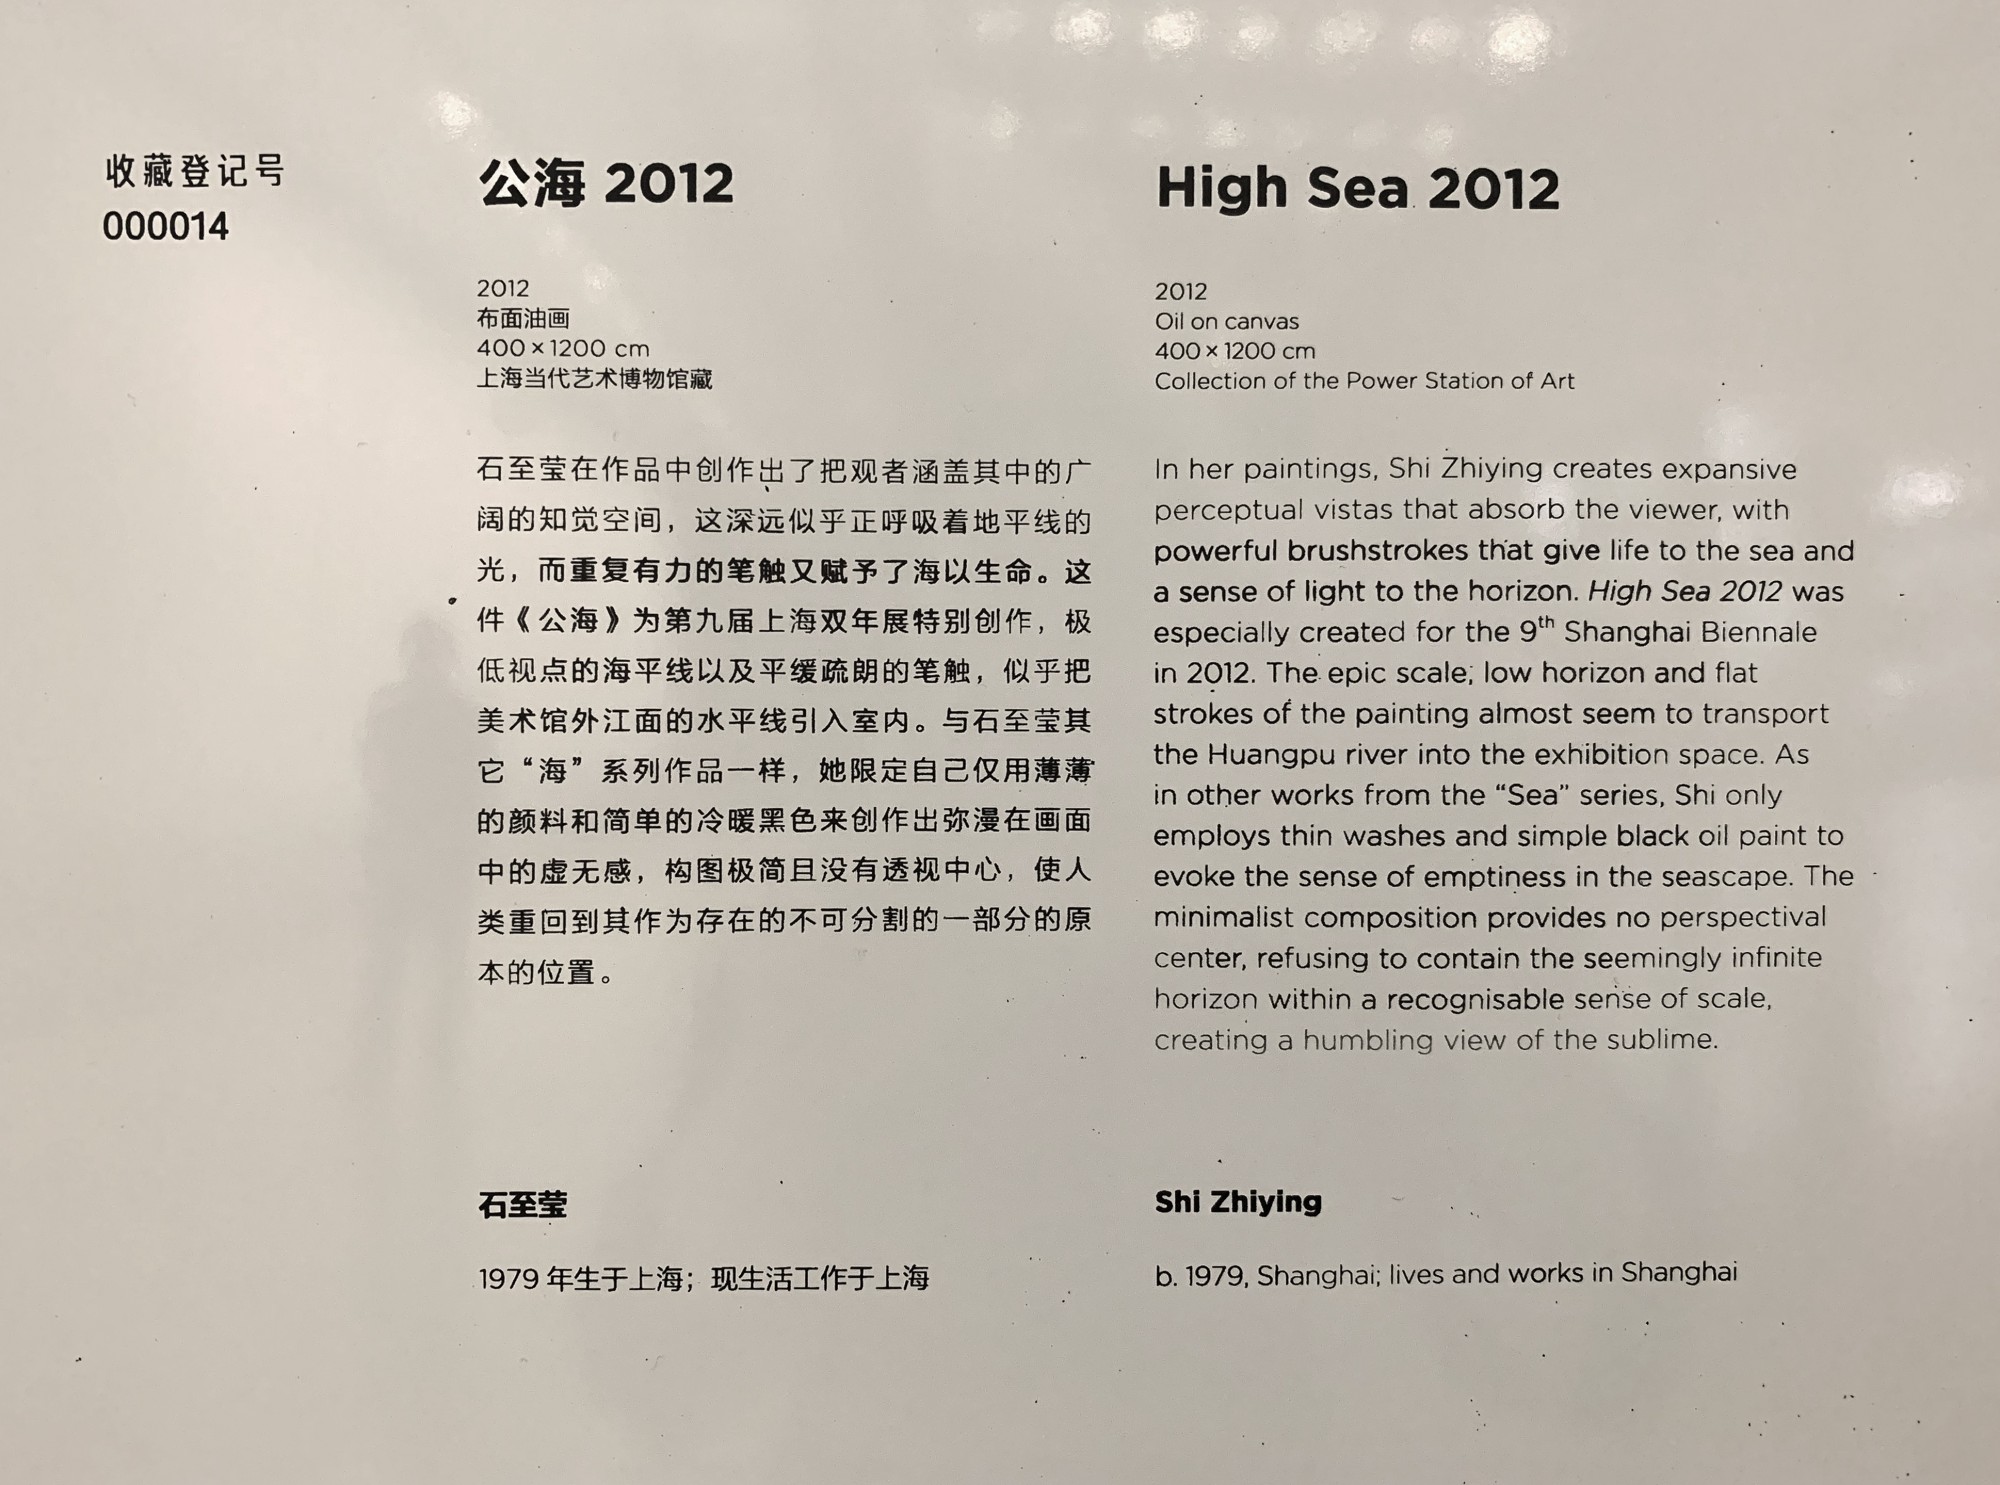 收藏登记号
000014
公海 2012
2012
布面油画
400 × 1200 cm
上海当代艺术博物馆藏
石至莹在作品中创作出了把观者涵盖其中的广
阔的知觉空间，这深远似乎正呼吸着地平线的
光，而重复有力的笔触又赋予了海以生命。这
件《公海》为第九届上海双年展特别创作，极
低视点的海平线以及平缓疏朗的笔触，似乎把
美术馆外江面的水平线引入室内。与石至莹其
它“海”系列作品一样，她限定自己仅用薄薄
的颜料和简单的冷暖黑色来创作出弥漫在画面
中的虚无感，构图极简且没有透视中心，使人
类重回到其作为存在的不可分割的一部分的原
本的位置。
石至莹
1979 年生于上海；现生活工作于上海
High Sea 2012
2012
Oil on canvas
400 × 1200 cm
Collection of the Power Station of Art
In her paintings, Shi Zhiying creates expansive
perceptual vistas that absorb the viewer, with
powerful brushstrokes that give life to the sea and
a sense of light to the horizon. High Sea 2012 was
especially created for the 9th Shanghai Biennale
in 2012. The epic scale, low horizon and flat
strokes of the painting almost seem to transport
the Huangpu river into the exhibition space. As
in other works from the “Sea” series, Shi only
employs thin washes and simple black oil paint to
evoke the sense of emptiness in the seascape. The
minimalist composition provides no perspectival
center, refusing to contain the seemingly infinite
horizon within a recognisable sense of scale,
creating a humbling view of the sublime.
Shi Zhiying
b. 1979, Shanghai; lives and works in Shanghai